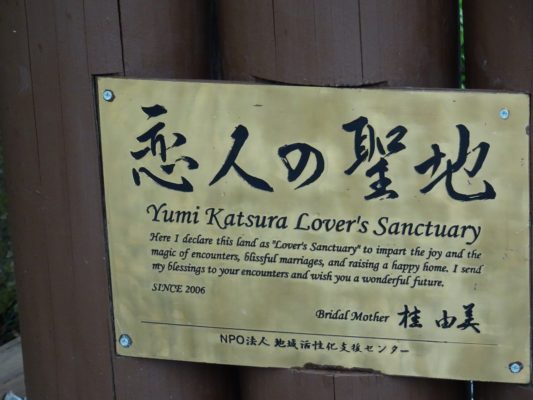 恋人の聖地
Yumi Katsura Lover's Sanctuary
Here I declare this land as "Lover's Sanctuary" to impart the joy and the
magic of encounters, blissful marriages, and raising a happy home. I send
my blessings to your encounters and wish you a wonderful future.
SINCE 2006
Bridal Mother 桂 由美
NPO法人 地域活性化支援センター